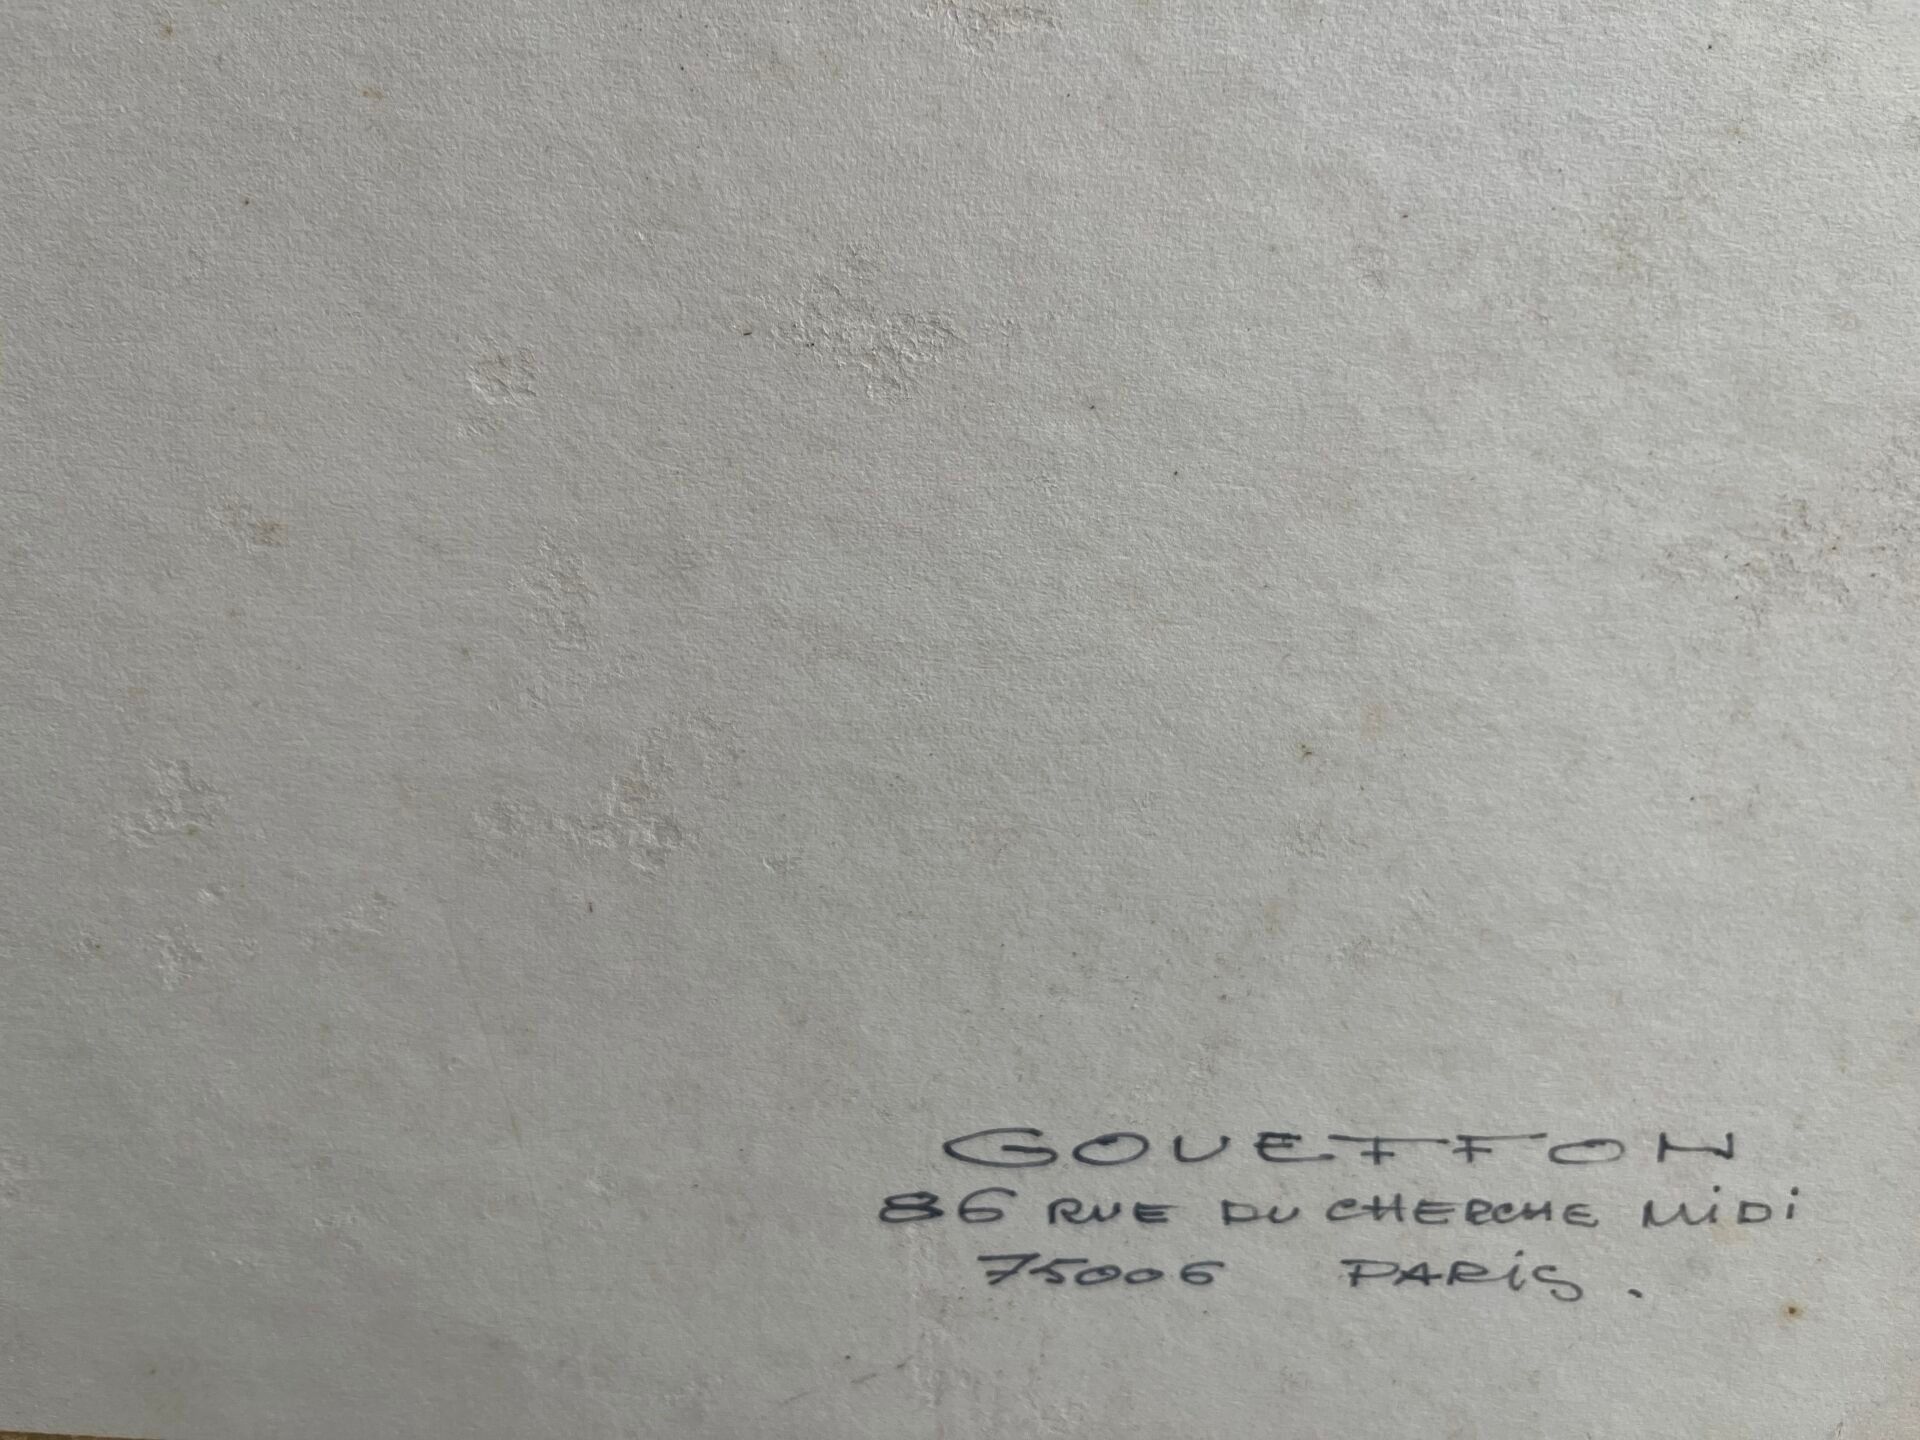 GOUEFFON
86 RUE DU CHERCHE MiDi
75006 PARiS.